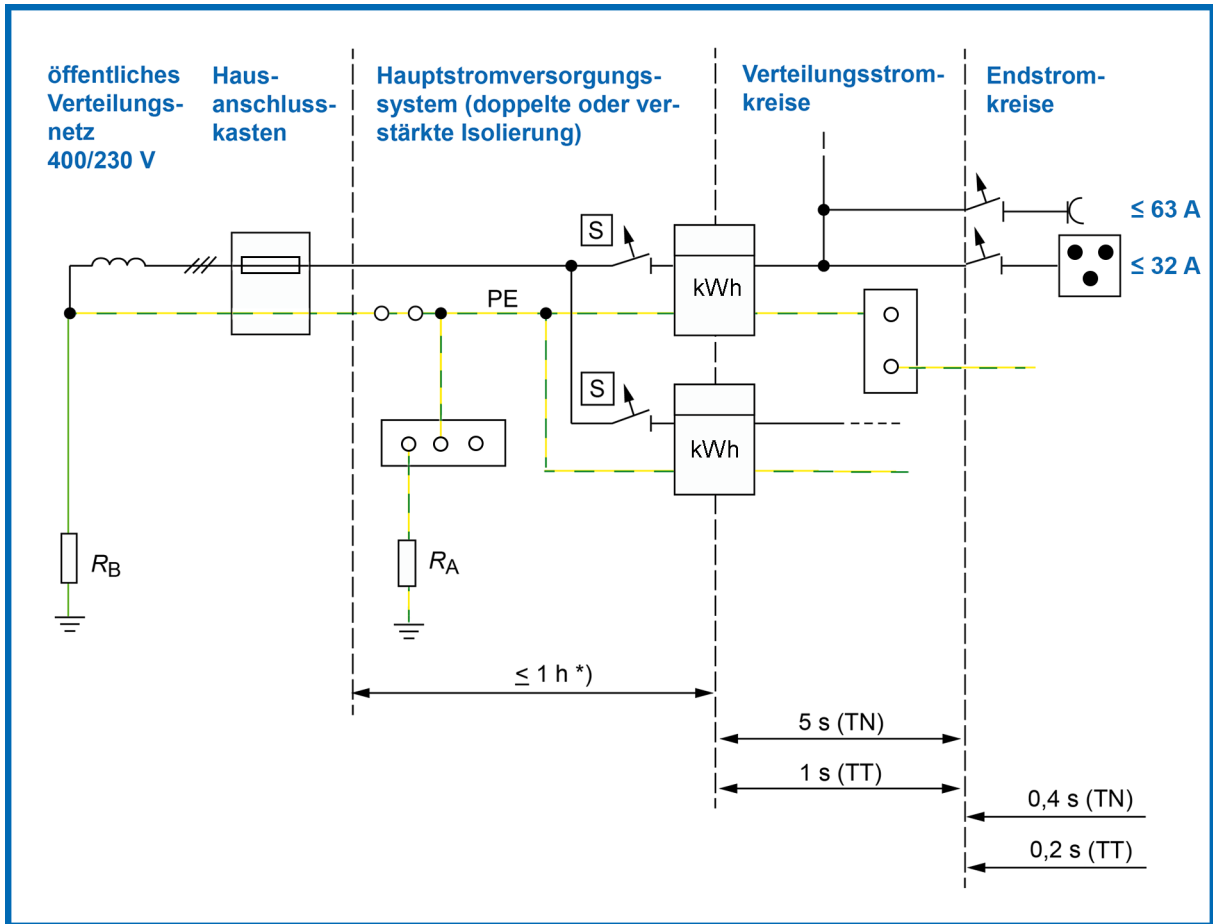 öffentliches
Verteilungs-
netz
400/230 V
Haus-
anschluss-
kasten
Hauptstromversorgungs-
system (doppelte oder ver-
stärkte Isolierung)
Verteilungsstrom-
kreise
Endstrom-
kreise
≤ 63 A
≤ 32 A
S
kWh
PE
S
kWh
RB
RA
≤ 1 h *)
5 s (TN)
1 s (TT)
0,4 s (TN)
0,2 s (TT)